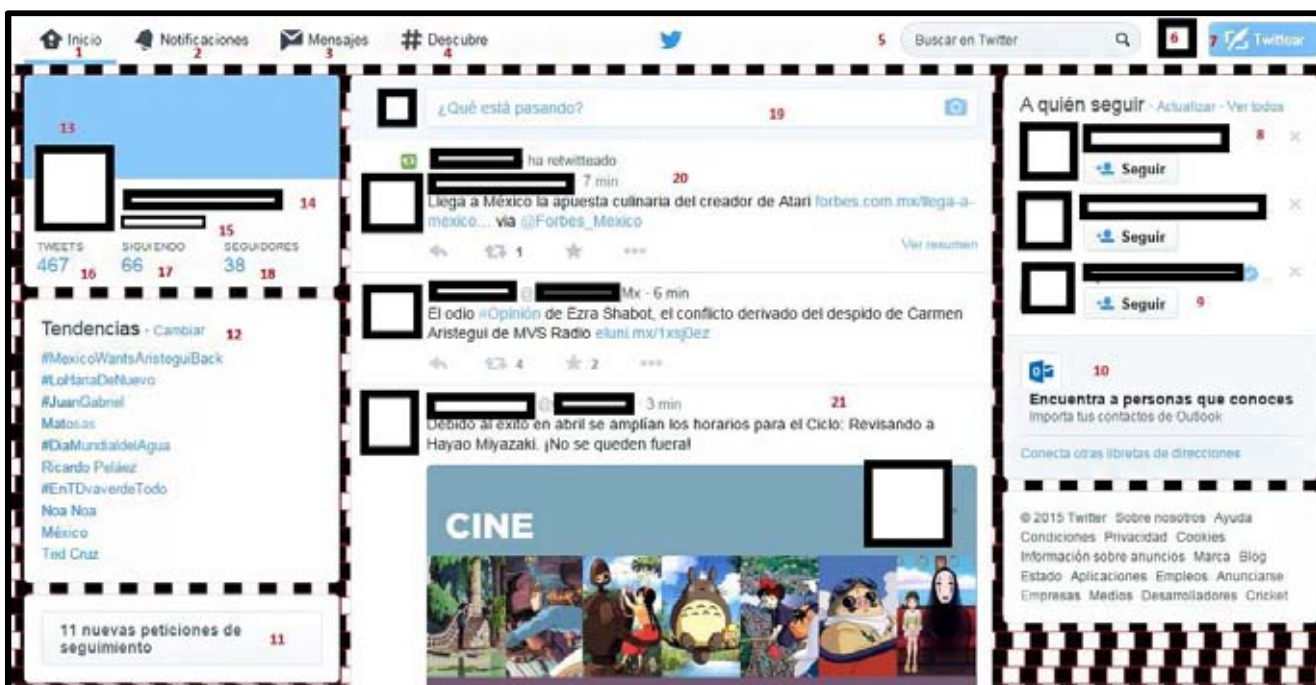 Inicio Notificaciones Mensajes Descubre Buscar en Twitter Twittear
1 2 3 4 5 6 7
¿Qué está pasando? 19
ha retwitteado
7 min 20
Llega a México la apuesta culinaria del creador de Atari forbes.com.mx/llega-a-
mexico... via @Forbes_Mexico
1 Ver resumen
@ Mx - 6 min
El odio #Opinión de Ezra Shabot, el conflicto derivado del despido de Carmen
Aristegui de MVS Radio eluni.mx/1xsj0ez
4 2
@ · 3 min 21
Debido al éxito en abril se amplían los horarios para el Ciclo: Revisando a
Hayao Miyazaki. ¡No se queden fuera!
CINE
13
14
15
TWEETS SIGUIENDO SEGUIDORES
467 16 66 17 38 18
Tendencias · Cambiar 12
#MexicoWantsAristeguiBack
#LoHariaDeNuevo
#JuanGabriel
Matosas
#DiaMundialdelAgua
Ricardo Peláez
#EnTDvaverdeTodo
Noa Noa
México
Ted Cruz
11 nuevas peticiones de
seguimiento 11
A quién seguir · Actualizar · Ver todos
8
Seguir
Seguir
Seguir 9
10
Encuentra a personas que conoces
Importa tus contactos de Outlook
Conecta otras libretas de direcciones
© 2015 Twitter Sobre nosotros Ayuda
Condiciones Privacidad Cookies
Información sobre anuncios Marca Blog
Estado Aplicaciones Empleos Anunciarse
Empresas Medios Desarrolladores Cricket